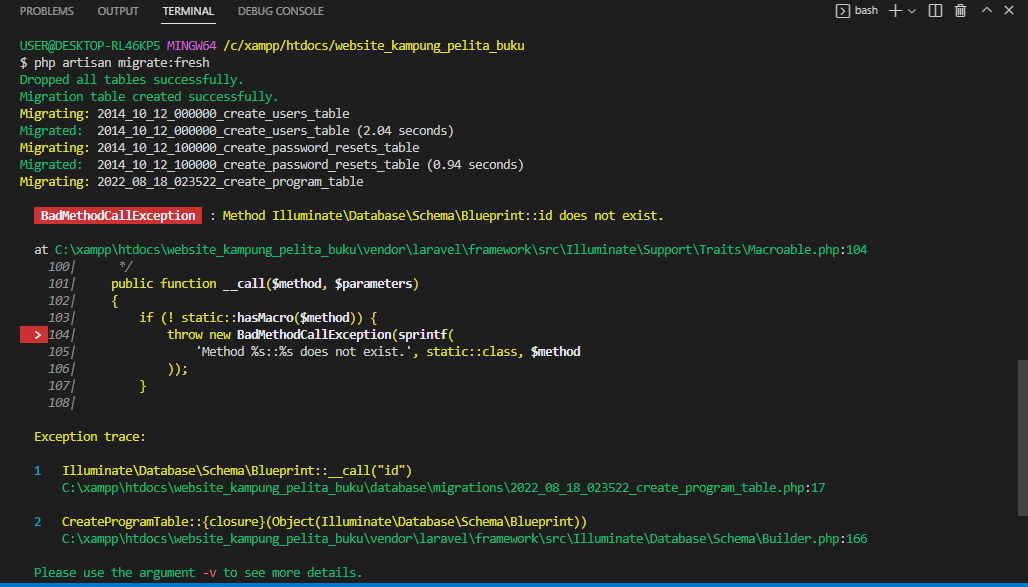 PROBLEMS OUTPUT TERMINAL DEBUG CONSOLE bash
USER@DESKTOP-RL46KP5 MINGW64 /c/xampp/htdocs/website_kampung_pelita_buku
$ php artisan migrate:fresh
Dropped all tables successfully.
Migration table created successfully.
Migrating: 2014_10_12_000000_create_users_table
Migrated:  2014_10_12_000000_create_users_table (2.04 seconds)
Migrating: 2014_10_12_100000_create_password_resets_table
Migrated:  2014_10_12_100000_create_password_resets_table (0.94 seconds)
Migrating: 2022_08_18_023522_create_program_table
BadMethodCallException : Method Illuminate\Database\Schema\Blueprint::id does not exist.
at C:\xampp\htdocs\website_kampung_pelita_buku\vendor\laravel\framework\src\Illuminate\Support\Traits\Macroable.php:104
100|      */
101|     public function __call($method, $parameters)
102|     {
103|         if (! static::hasMacro($method)) {
> 104|             throw new BadMethodCallException(sprintf(
105|                 'Method %s::%s does not exist.', static::class, $method
106|             ));
107|         }
108|
Exception trace:
1   Illuminate\Database\Schema\Blueprint::__call("id")
C:\xampp\htdocs\website_kampung_pelita_buku\database\migrations\2022_08_18_023522_create_program_table.php:17
2   CreateProgramTable::{closure}(Object(Illuminate\Database\Schema\Blueprint))
C:\xampp\htdocs\website_kampung_pelita_buku\vendor\laravel\framework\src\Illuminate\Database\Schema\Builder.php:166
Please use the argument -v to see more details.